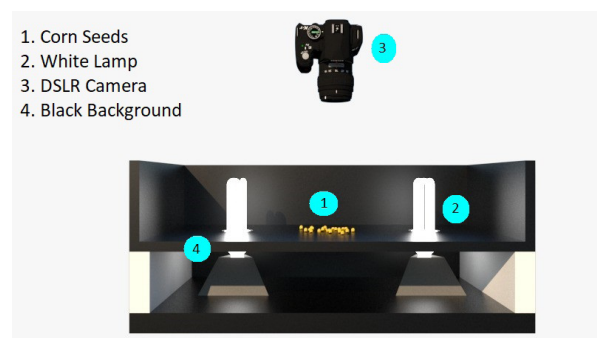 1. Corn Seeds
2. White Lamp
3. DSLR Camera
4. Black Background
3
1
2
4